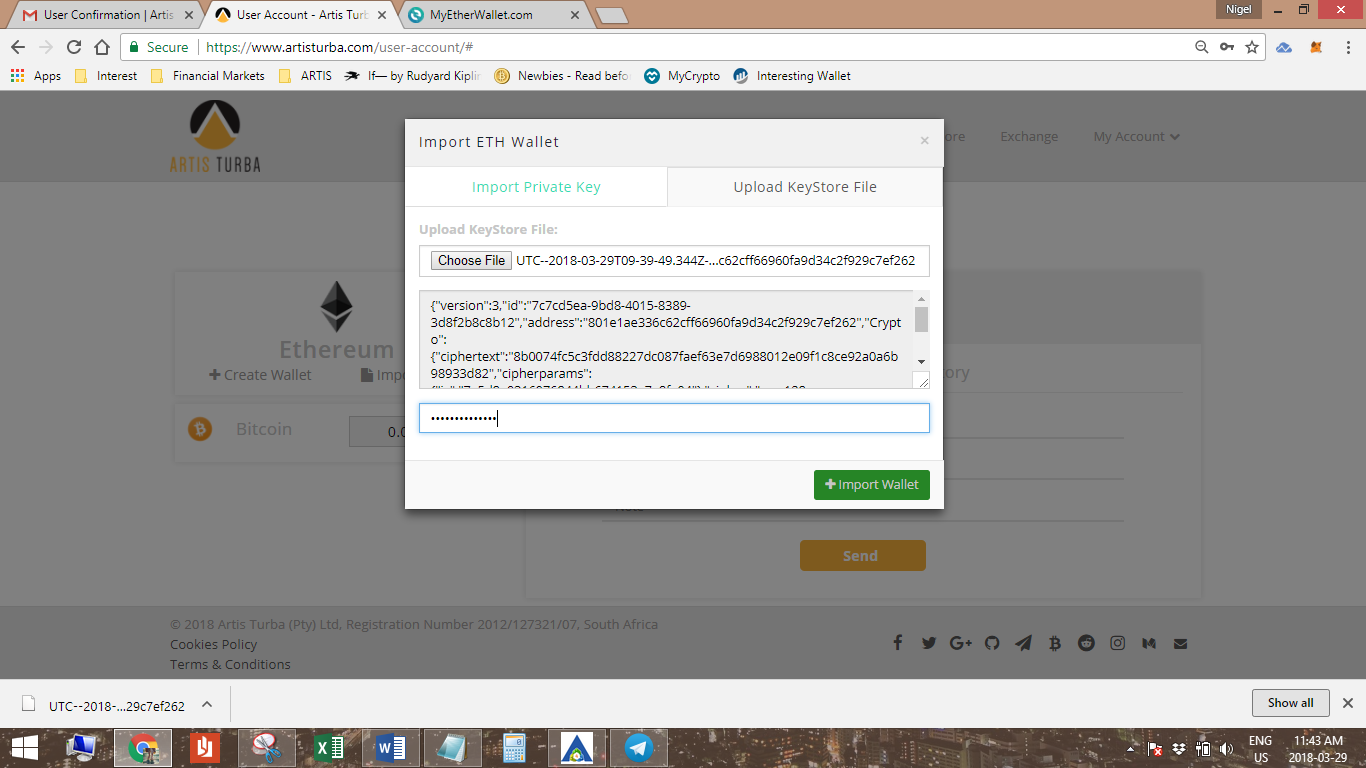 User Confirmation | Artis
User Account - Artis Turb
MyEtherWallet.com
Nigel
Secure
https://www.artisturba.com/user-account/#
Apps
Interest
Financial Markets
ARTIS
If— by Rudyard Kiplin
Newbies - Read befor
MyCrypto
Interesting Wallet
ARTIS TURBA
ore
Exchange
My Account
Import ETH Wallet
×
Import Private Key
Upload KeyStore File
Upload KeyStore File:
Choose File
UTC--2018-03-29T09-39-49.344Z-...c62cff66960fa9d34c2f929c7ef262
{"version":3,"id":"7c7cd5ea-9bd8-4015-8389-
3d8f2b8c8b12","address":"801e1ae336c62cff66960fa9d34c2f929c7ef262","Crypt
o":
{"ciphertext":"8b0074fc5c3fdd88227dc087faef63e7d6988012e09f1c8ce92a0a6b
98933d82","cipherparams":
Import Wallet
Ethereum
Create Wallet
Impo
Bitcoin
0.0
ory
Send
© 2018 Artis Turba (Pty) Ltd, Registration Number 2012/127321/07, South Africa
Cookies Policy
Terms & Conditions
UTC--2018-...29c7ef262
Show all
ENG
US
11:43 AM
2018-03-29